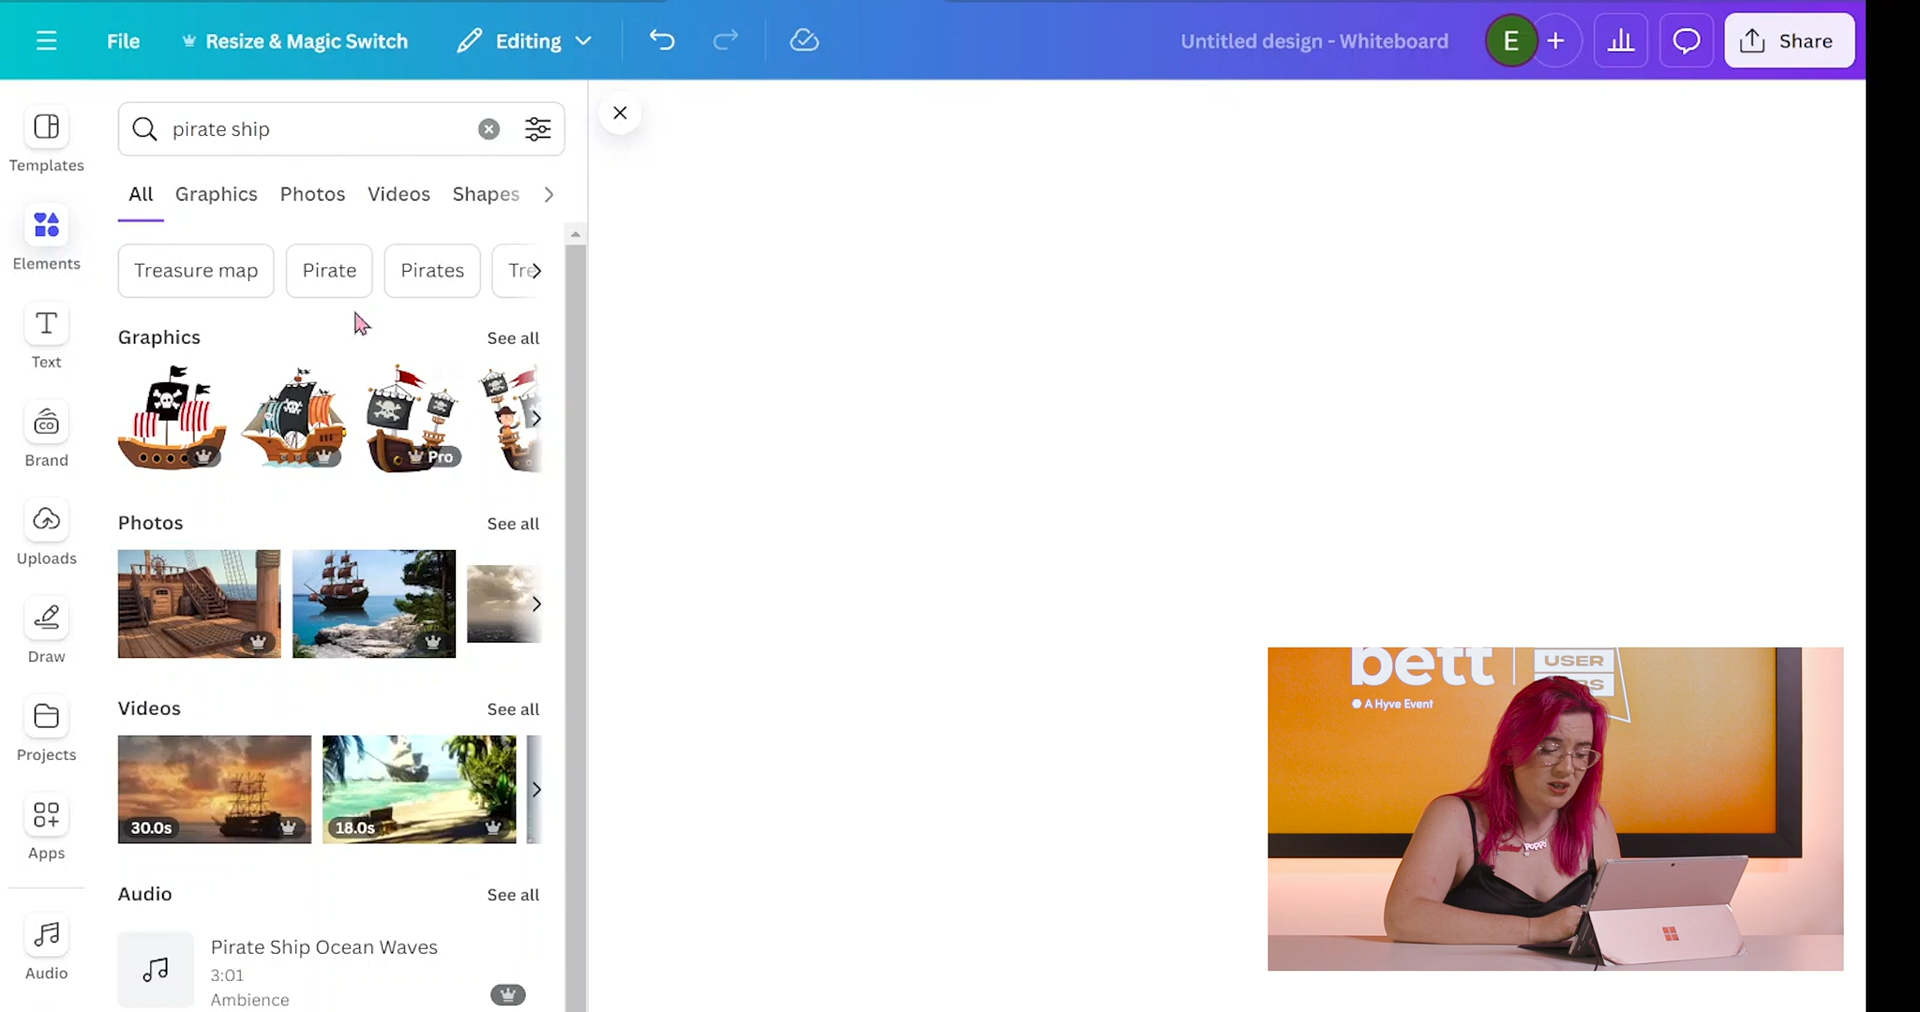 File
Resize & Magic Switch
Editing
Untitled design - Whiteboard
E
+
Share
Templates
Elements
Text
Brand
Uploads
Draw
Projects
Apps
Audio
pirate ship
All
Graphics
Photos
Videos
Shapes
Treasure map
Pirate
Pirates
Tre
Graphics
See all
Pro
Photos
See all
Videos
See all
30.0s
18.0s
Audio
See all
Pirate Ship Ocean Waves
3:01
Ambience
bett
USER
A Hyve Event
Poppy